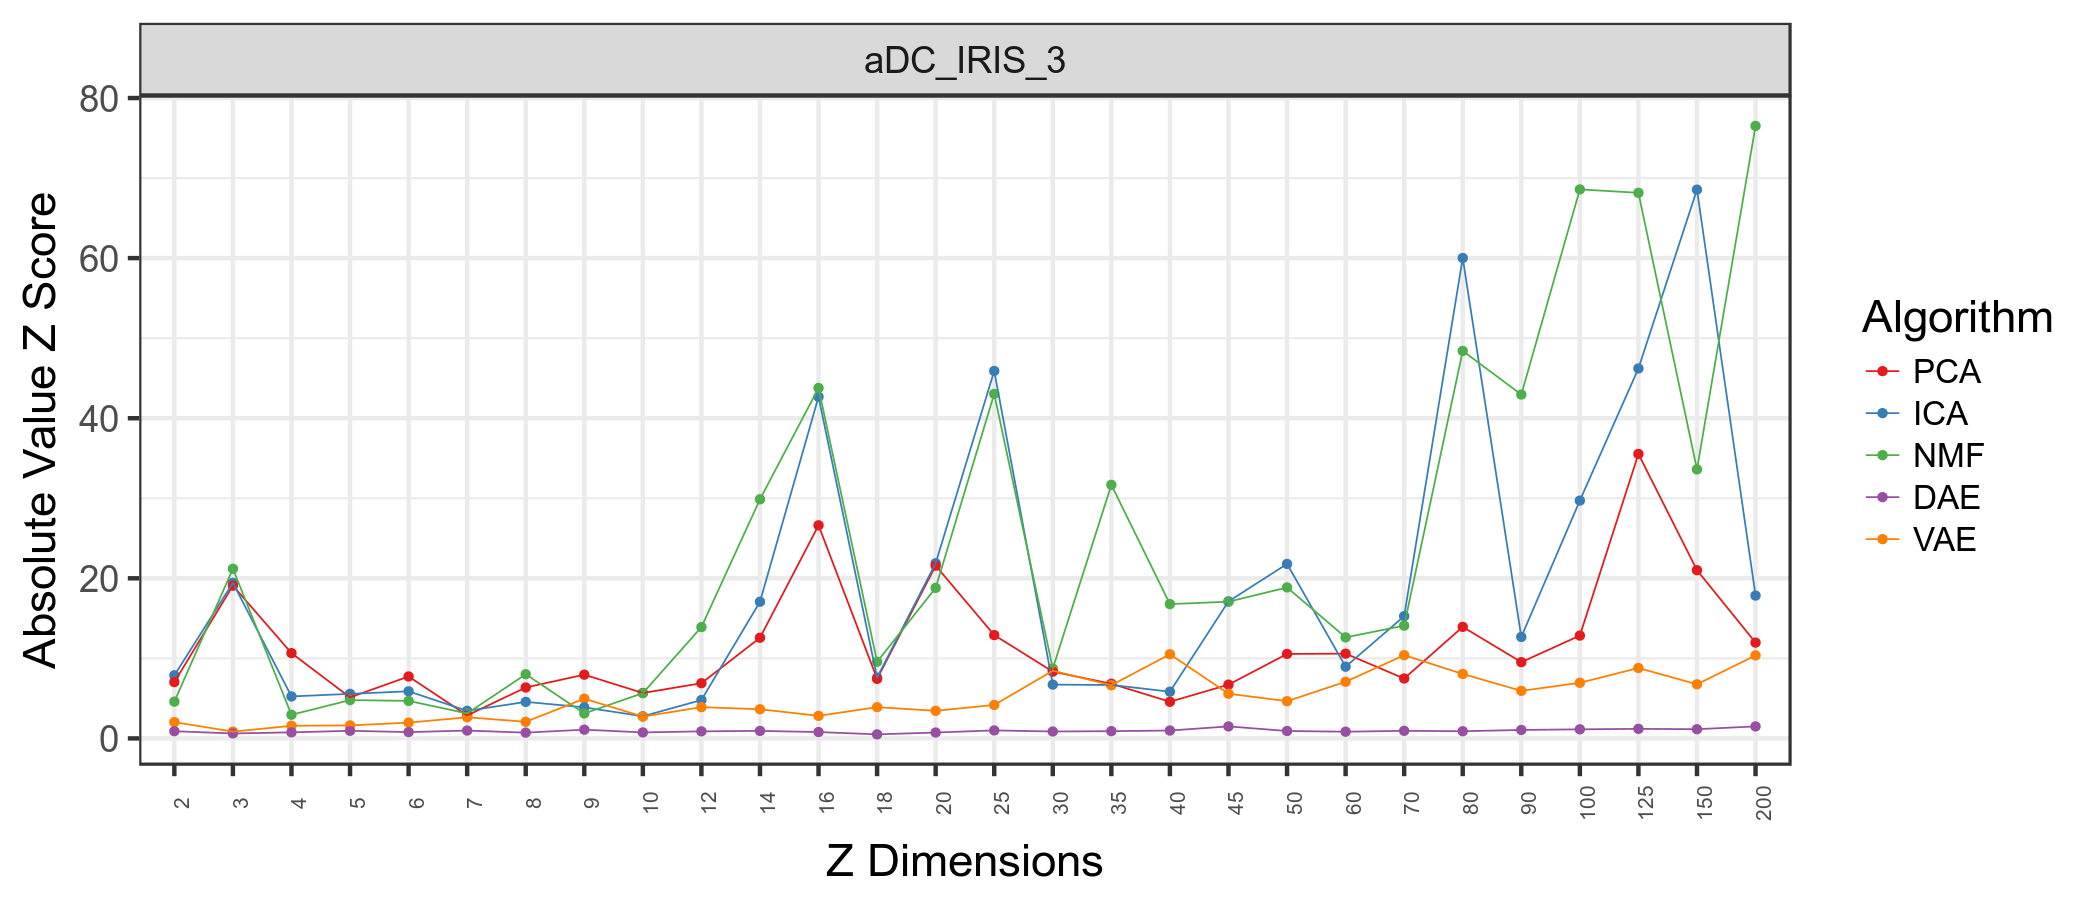 aDC_IRIS_3
Absolute Value Z Score
80
60
40
20
0
2 3 4 5 6 7 8 9 10 12 14 16 18 20 25 30 35 40 45 50 60 70 80 90 100 125 150 200
Z Dimensions
Algorithm
PCA
ICA
NMF
DAE
VAE